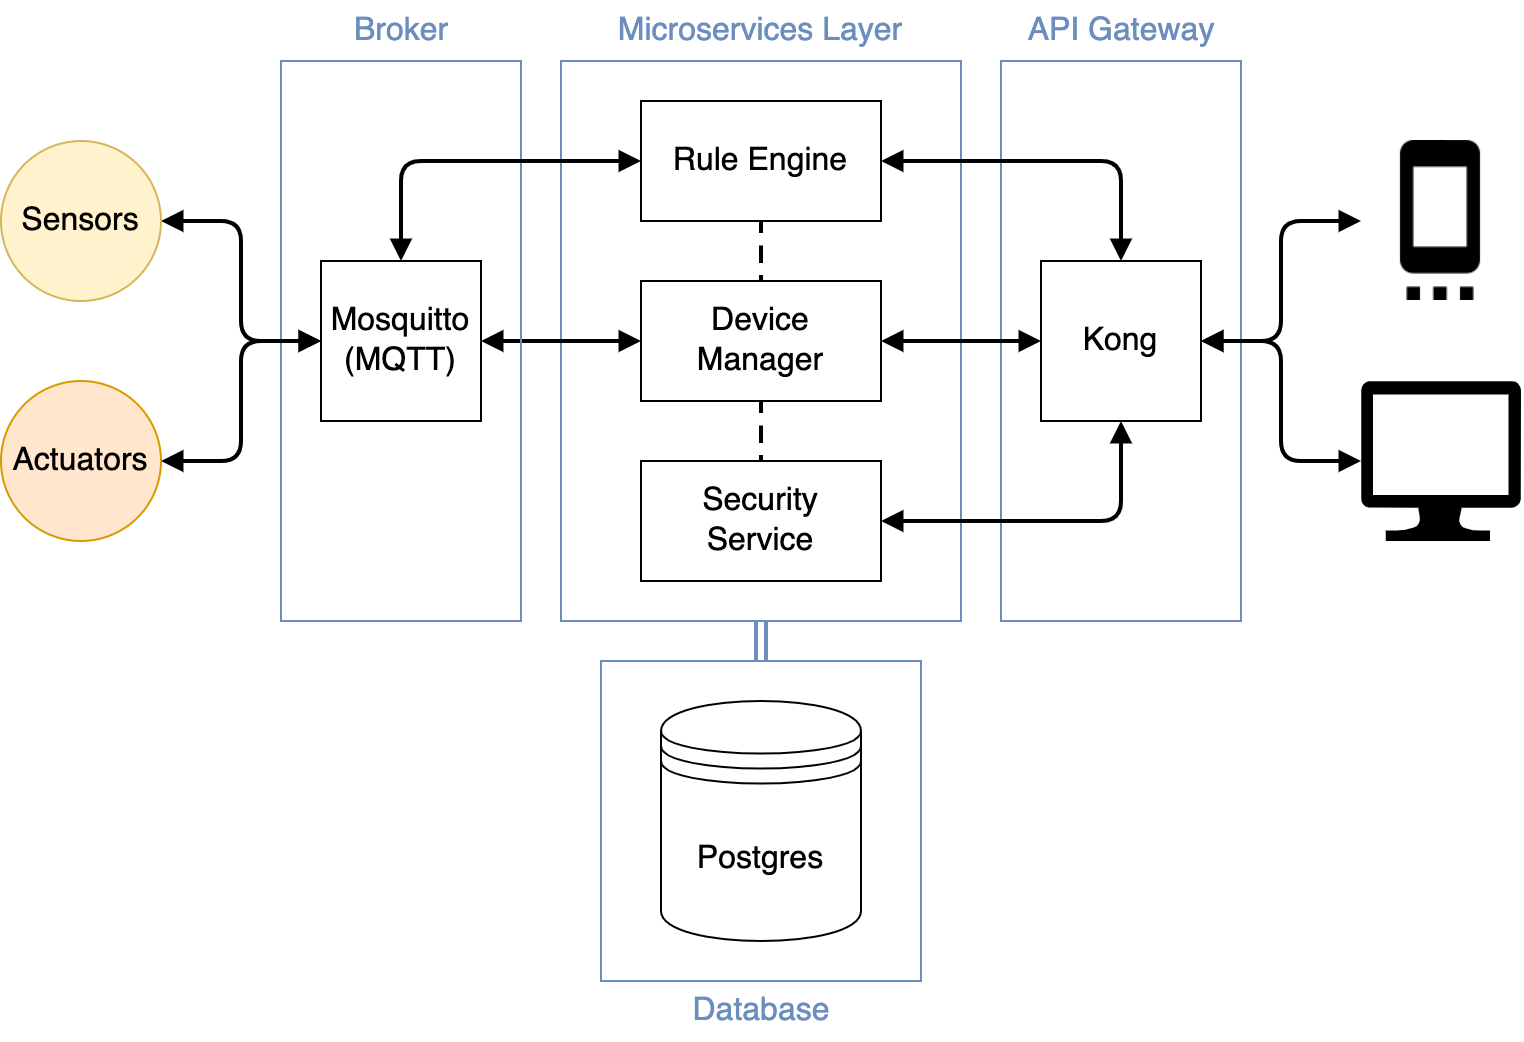 Broker
Microservices Layer
API Gateway
Rule Engine
Sensors
Mosquitto
(MQTT)
Device
Manager
Kong
Actuators
Security
Service
Postgres
Database